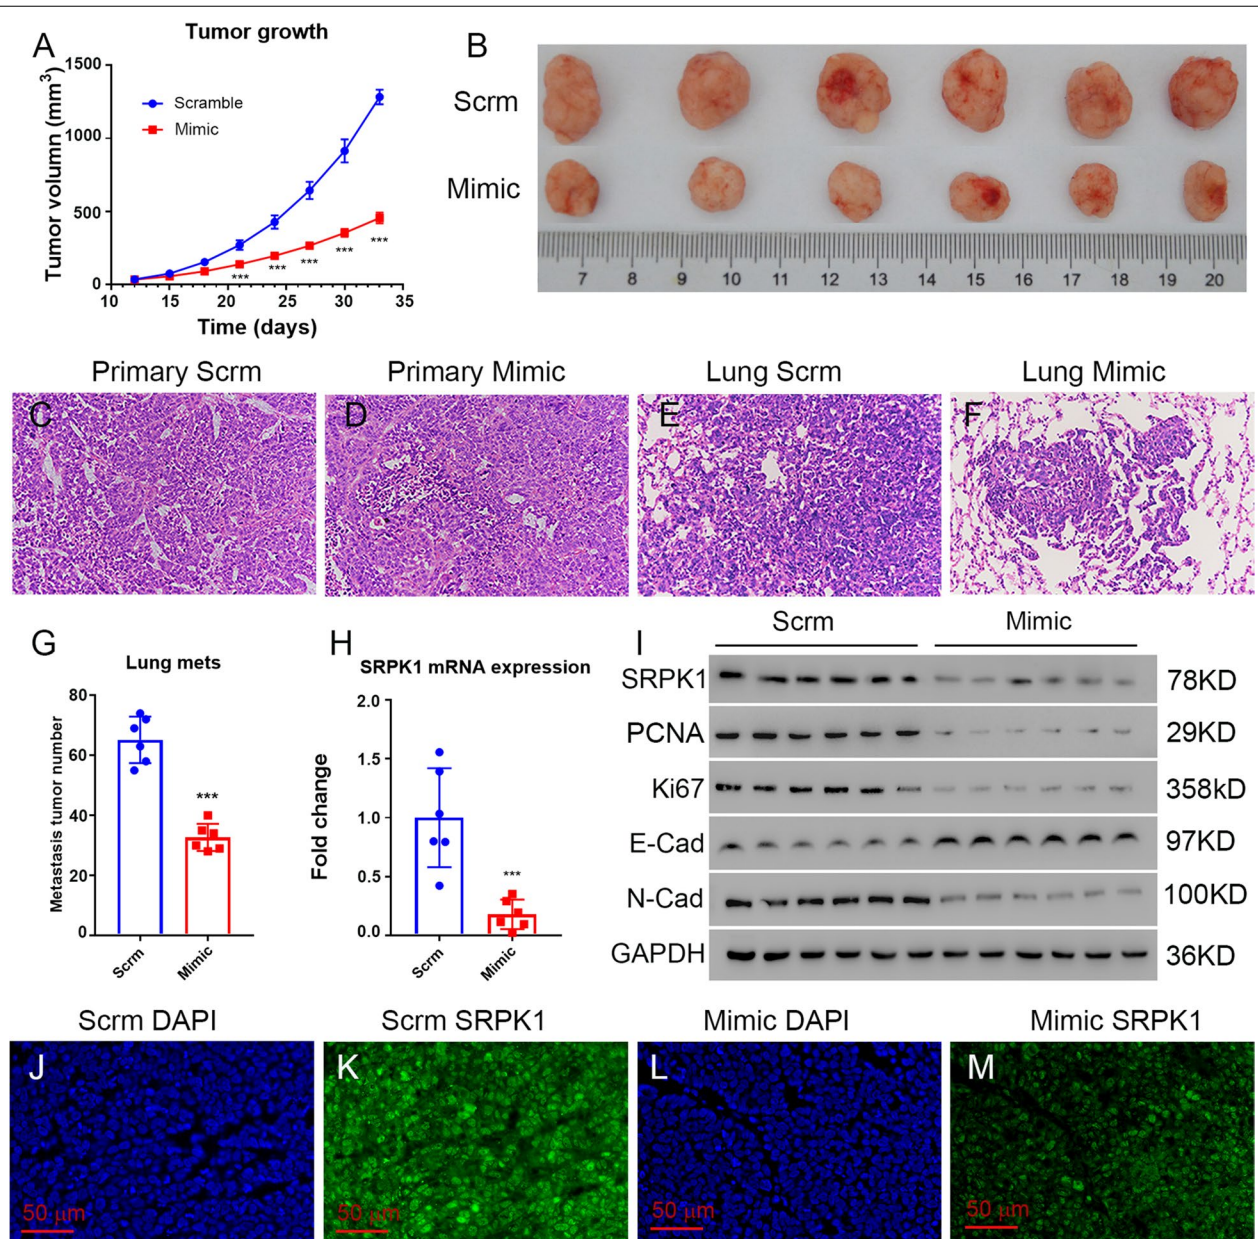 A
Tumor growth
Tumor volumn (mm3)
1500
1000
500
0
10 15 20 25 30 35
Time (days)
Scramble
Mimic
***
***
***
***
***
B
Scrm
Mimic
7 8 9 10 11 12 13 14 15 16 17 18 19 20
Primary Scrm
Primary Mimic
Lung Scrm
Lung Mimic
C
D
E
F
G
Lung mets
Metastasis tumor number
80
60
40
20
0
***
Scrm
Mimic
H
SRPK1 mRNA expression
Fold change
2.0
1.5
1.0
0.5
0.0
***
Scrm
Mimic
I
Scrm
Mimic
SRPK1 78KD
PCNA 29KD
Ki67 358kD
E-Cad 97KD
N-Cad 100KD
GAPDH 36KD
Scrm DAPI
Scrm SRPK1
Mimic DAPI
Mimic SRPK1
J
K
L
M
50 µm
50 µm
50 µm
50 µm